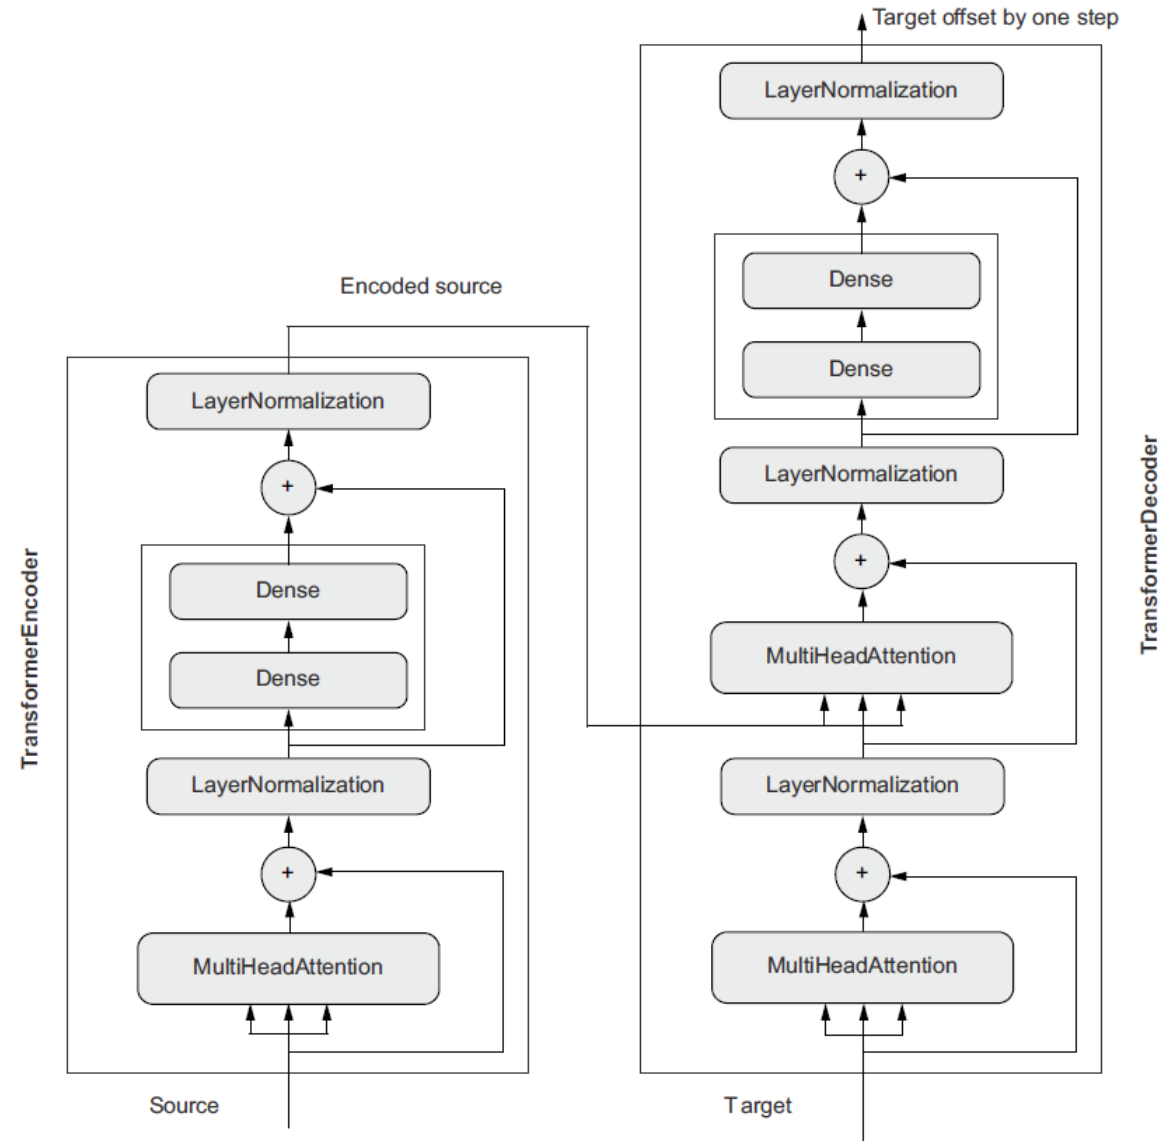 Target offset by one step
LayerNormalization
+
Dense
Dense
LayerNormalization
+
MultiHeadAttention
LayerNormalization
+
MultiHeadAttention
Target
TransformerDecoder
Encoded source
LayerNormalization
+
Dense
Dense
LayerNormalization
+
MultiHeadAttention
Source
TransformerEncoder